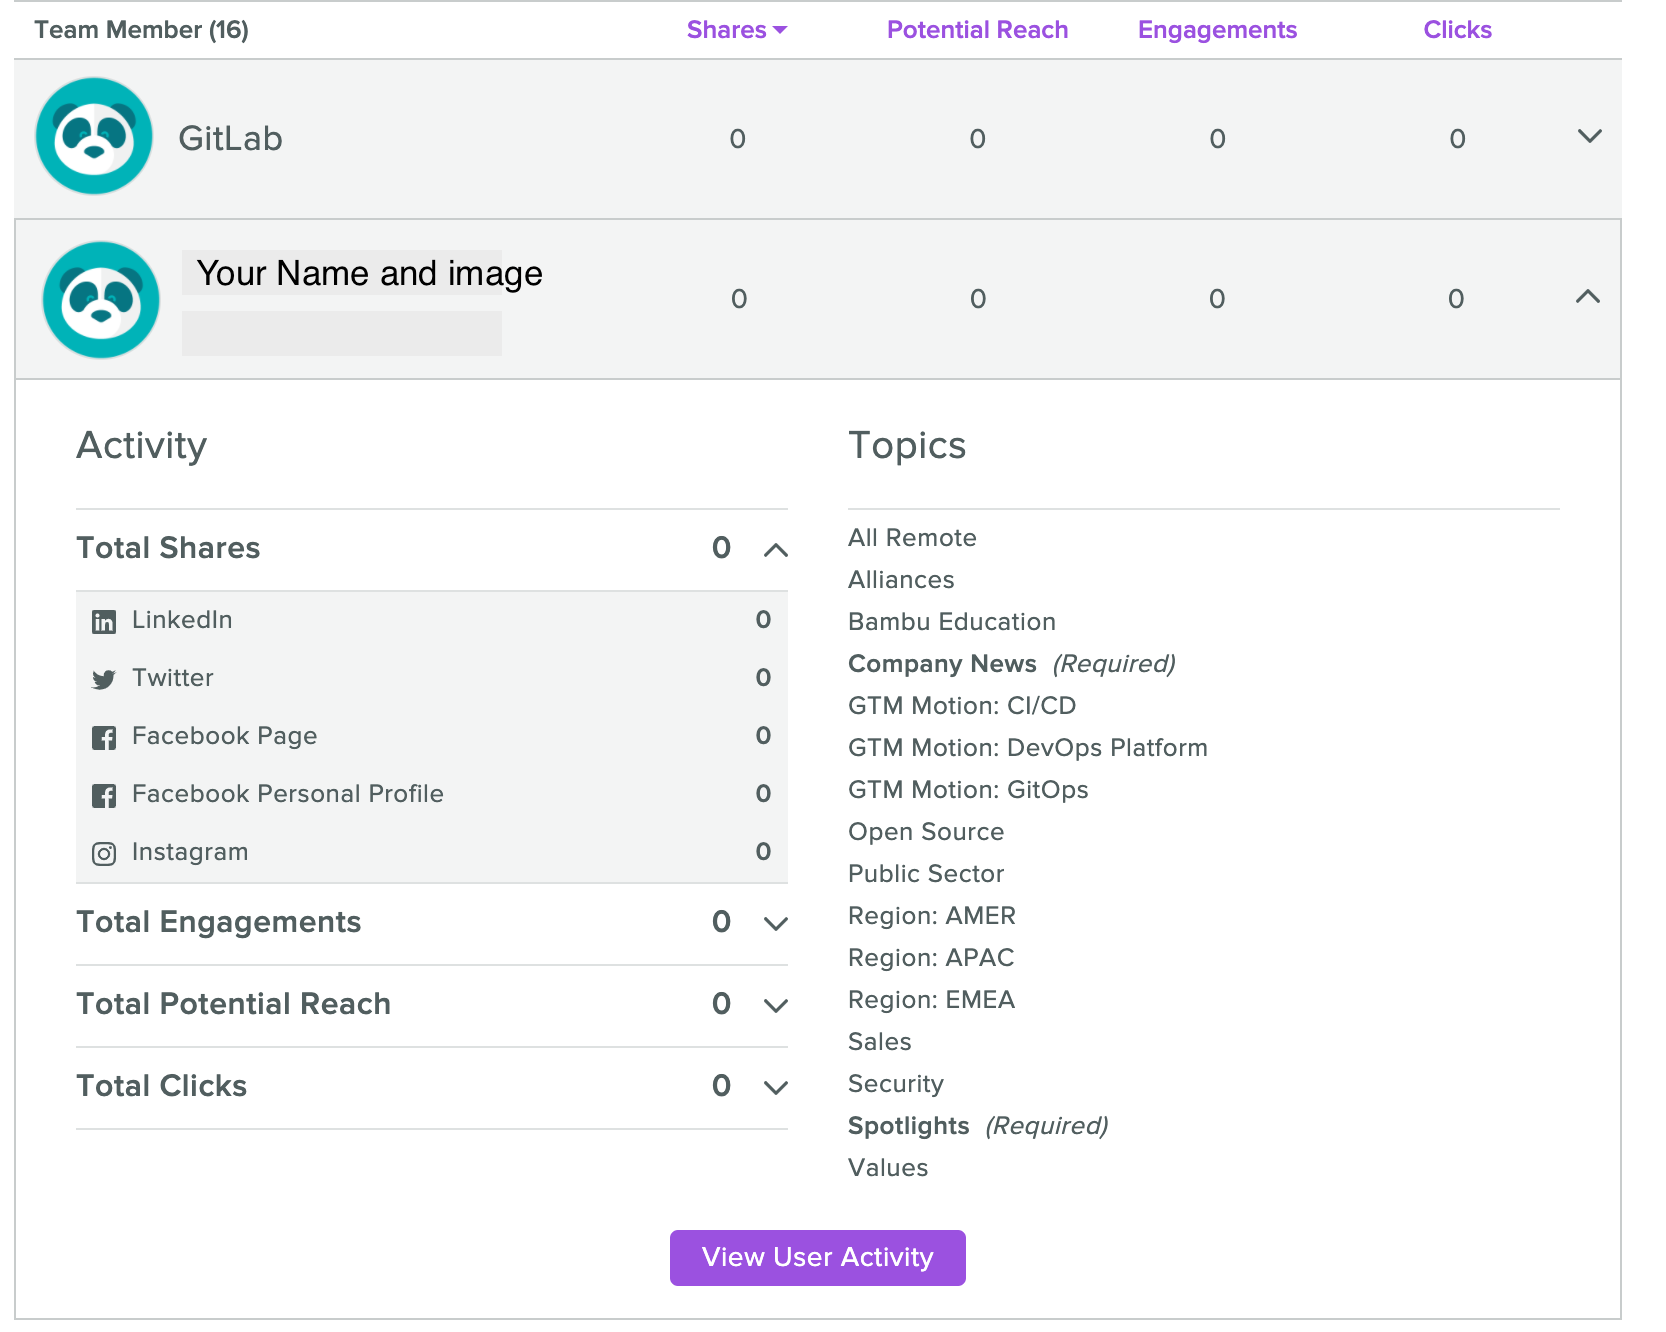 Team Member (16) Shares Potential Reach Engagements Clicks
GitLab 0 0 0 0
Your Name and image 0 0 0 0
Activity
Total Shares 0
LinkedIn 0
Twitter 0
Facebook Page 0
Facebook Personal Profile 0
Instagram 0
Total Engagements 0
Total Potential Reach 0
Total Clicks 0
Topics
All Remote
Alliances
Bambu Education
Company News (Required)
GTM Motion: CI/CD
GTM Motion: DevOps Platform
GTM Motion: GitOps
Open Source
Public Sector
Region: AMER
Region: APAC
Region: EMEA
Sales
Security
Spotlights (Required)
Values
View User Activity